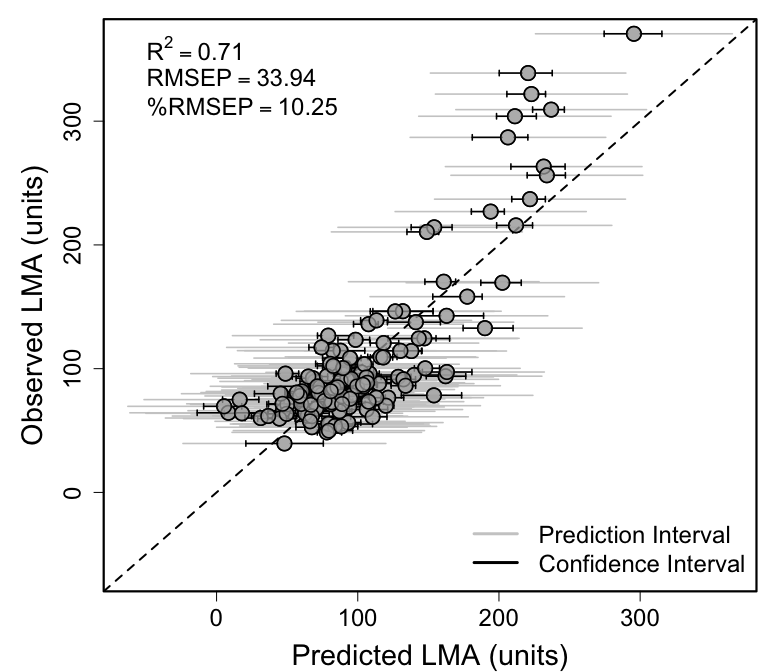 R² = 0.71
RMSEP = 33.94
%RMSEP = 10.25
Observed LMA (units)
300
200
100
0
Prediction Interval
Confidence Interval
0 100 200 300
Predicted LMA (units)